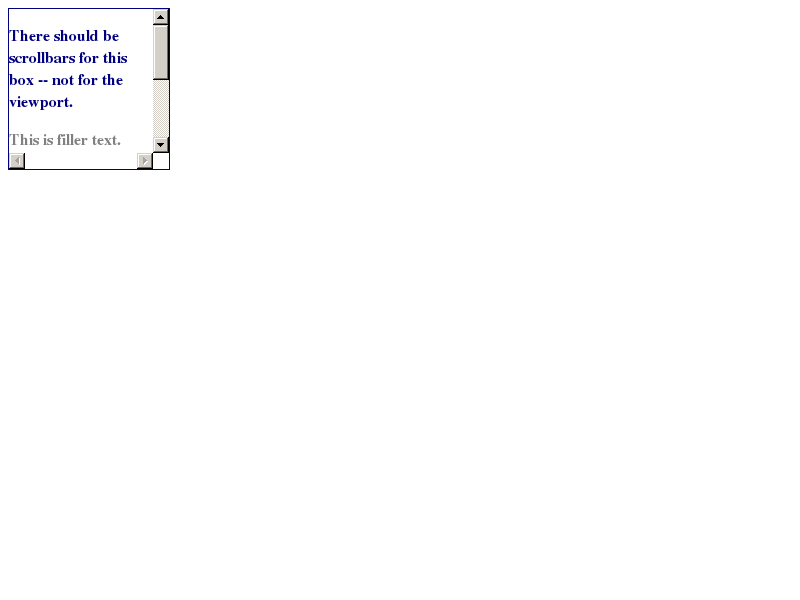 There should be
scrollbars for this
box -- not for the
viewport.
This is filler text.